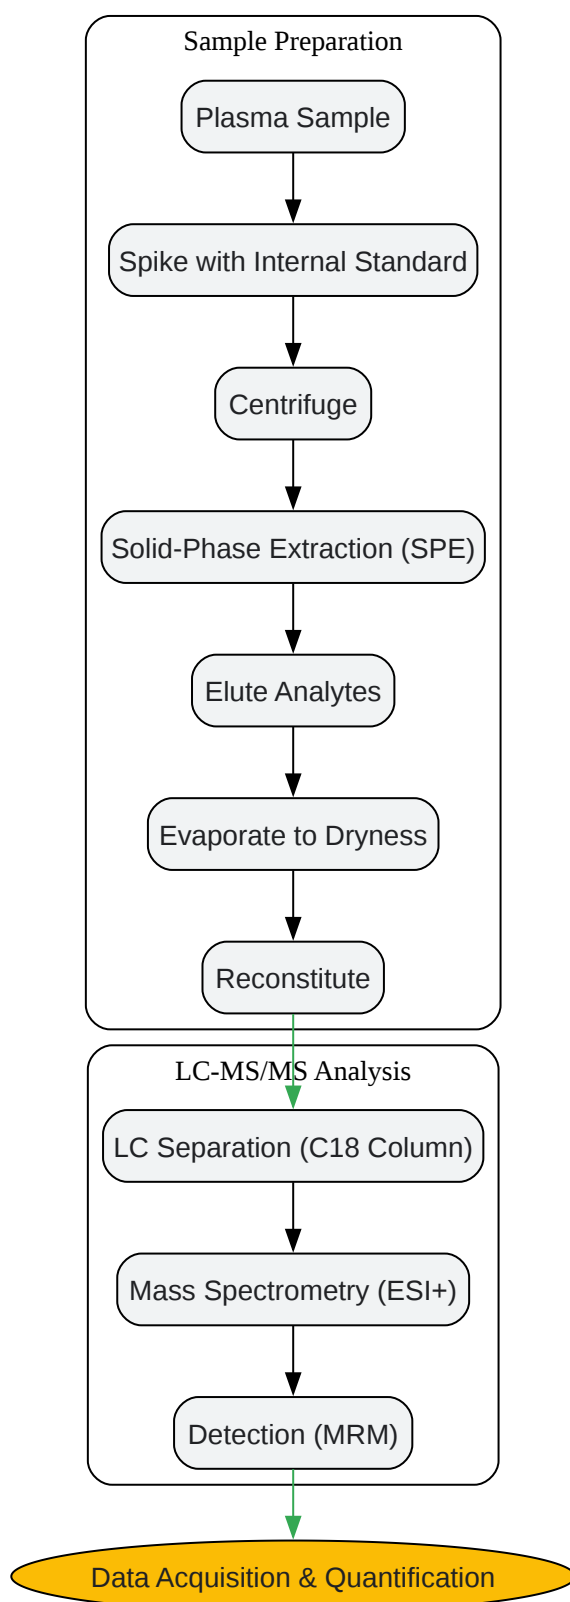 Sample Preparation
Plasma Sample
Spike with Internal Standard
Centrifuge
Solid-Phase Extraction (SPE)
Elute Analytes
Evaporate to Dryness
Reconstitute
LC-MS/MS Analysis
LC Separation (C18 Column)
Mass Spectrometry (ESI+)
Detection (MRM)
Data Acquisition & Quantification